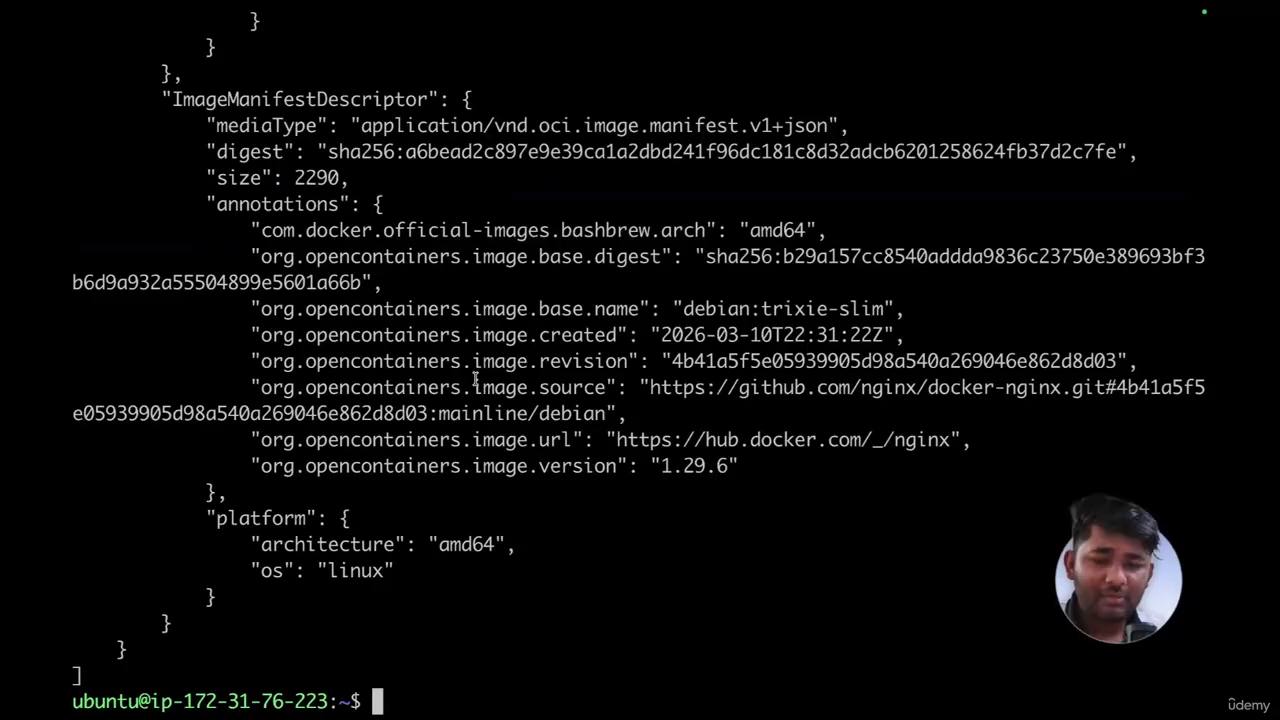 }
}
},
"ImageManifestDescriptor": {
"mediaType": "application/vnd.oci.image.manifest.v1+json",
"digest": "sha256:a6bead2c897e9e39ca1a2dbd241f96dc181c8d32adcb6201258624fb37d2c7fe",
"size": 2290,
"annotations": {
"com.docker.official-images.bashbrew.arch": "amd64",
"org.opencontainers.image.base.digest": "sha256:b29a157cc8540addda9836c23750e389693bf3
b6d9a932a55504899e5601a66b",
"org.opencontainers.image.base.name": "debian:trixie-slim",
"org.opencontainers.image.created": "2026-03-10T22:31:22Z",
"org.opencontainers.image.revision": "4b41a5f5e05939905d98a540a269046e862d8d03",
"org.opencontainers.image.source": "https://github.com/nginx/docker-nginx.git#4b41a5f5
e05939905d98a540a269046e862d8d03:mainline/debian",
"org.opencontainers.image.url": "https://hub.docker.com/_/nginx",
"org.opencontainers.image.version": "1.29.6"
},
"platform": {
"architecture": "amd64",
"os": "linux"
}
}
}
]
ubuntu@ip-172-31-76-223:~$
ûdemy